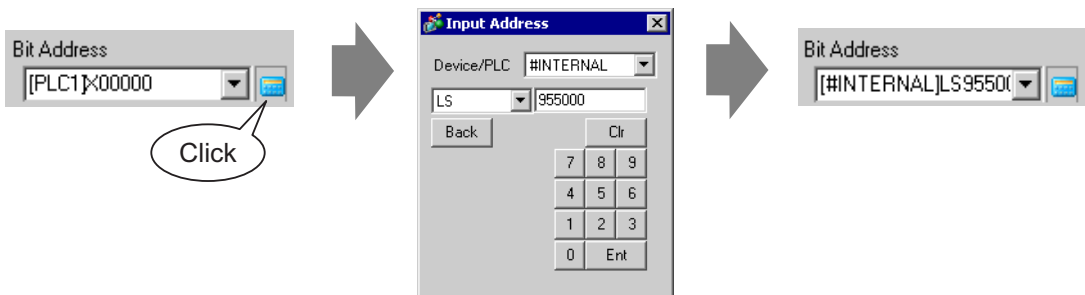 Bit Address
[PLC1]X00000
Click
Input Address
Device/PLC #INTERNAL
LS 955000
Back Clr
7 8 9
4 5 6
1 2 3
0 Ent
Bit Address
[#INTERNAL]LS95500(